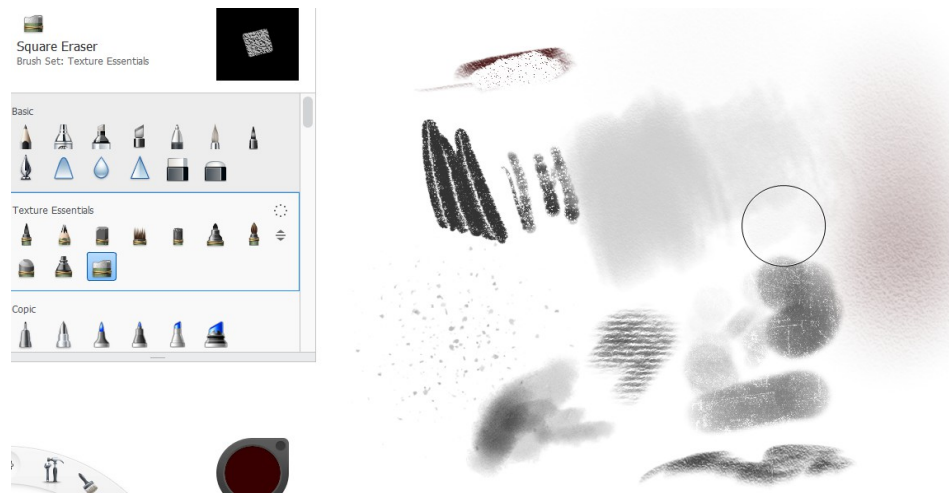 Square Eraser
Brush Set: Texture Essentials
Basic
Texture Essentials
Copic